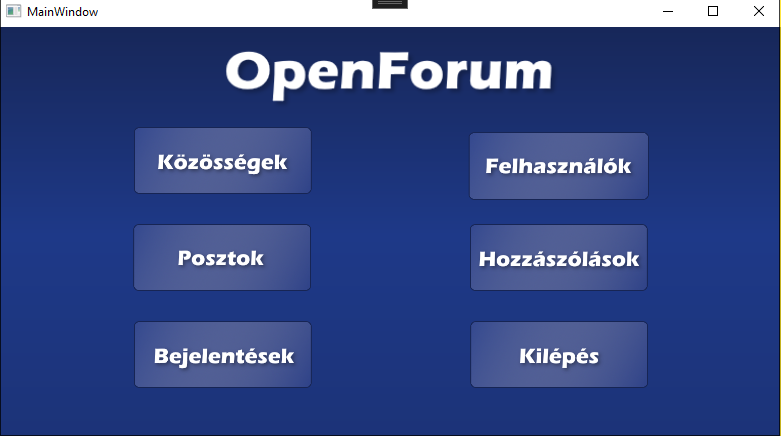 MainWindow
OpenForum
Közösségek
Felhasználók
Posztok
Hozzászólások
Bejelentések
Kilépés